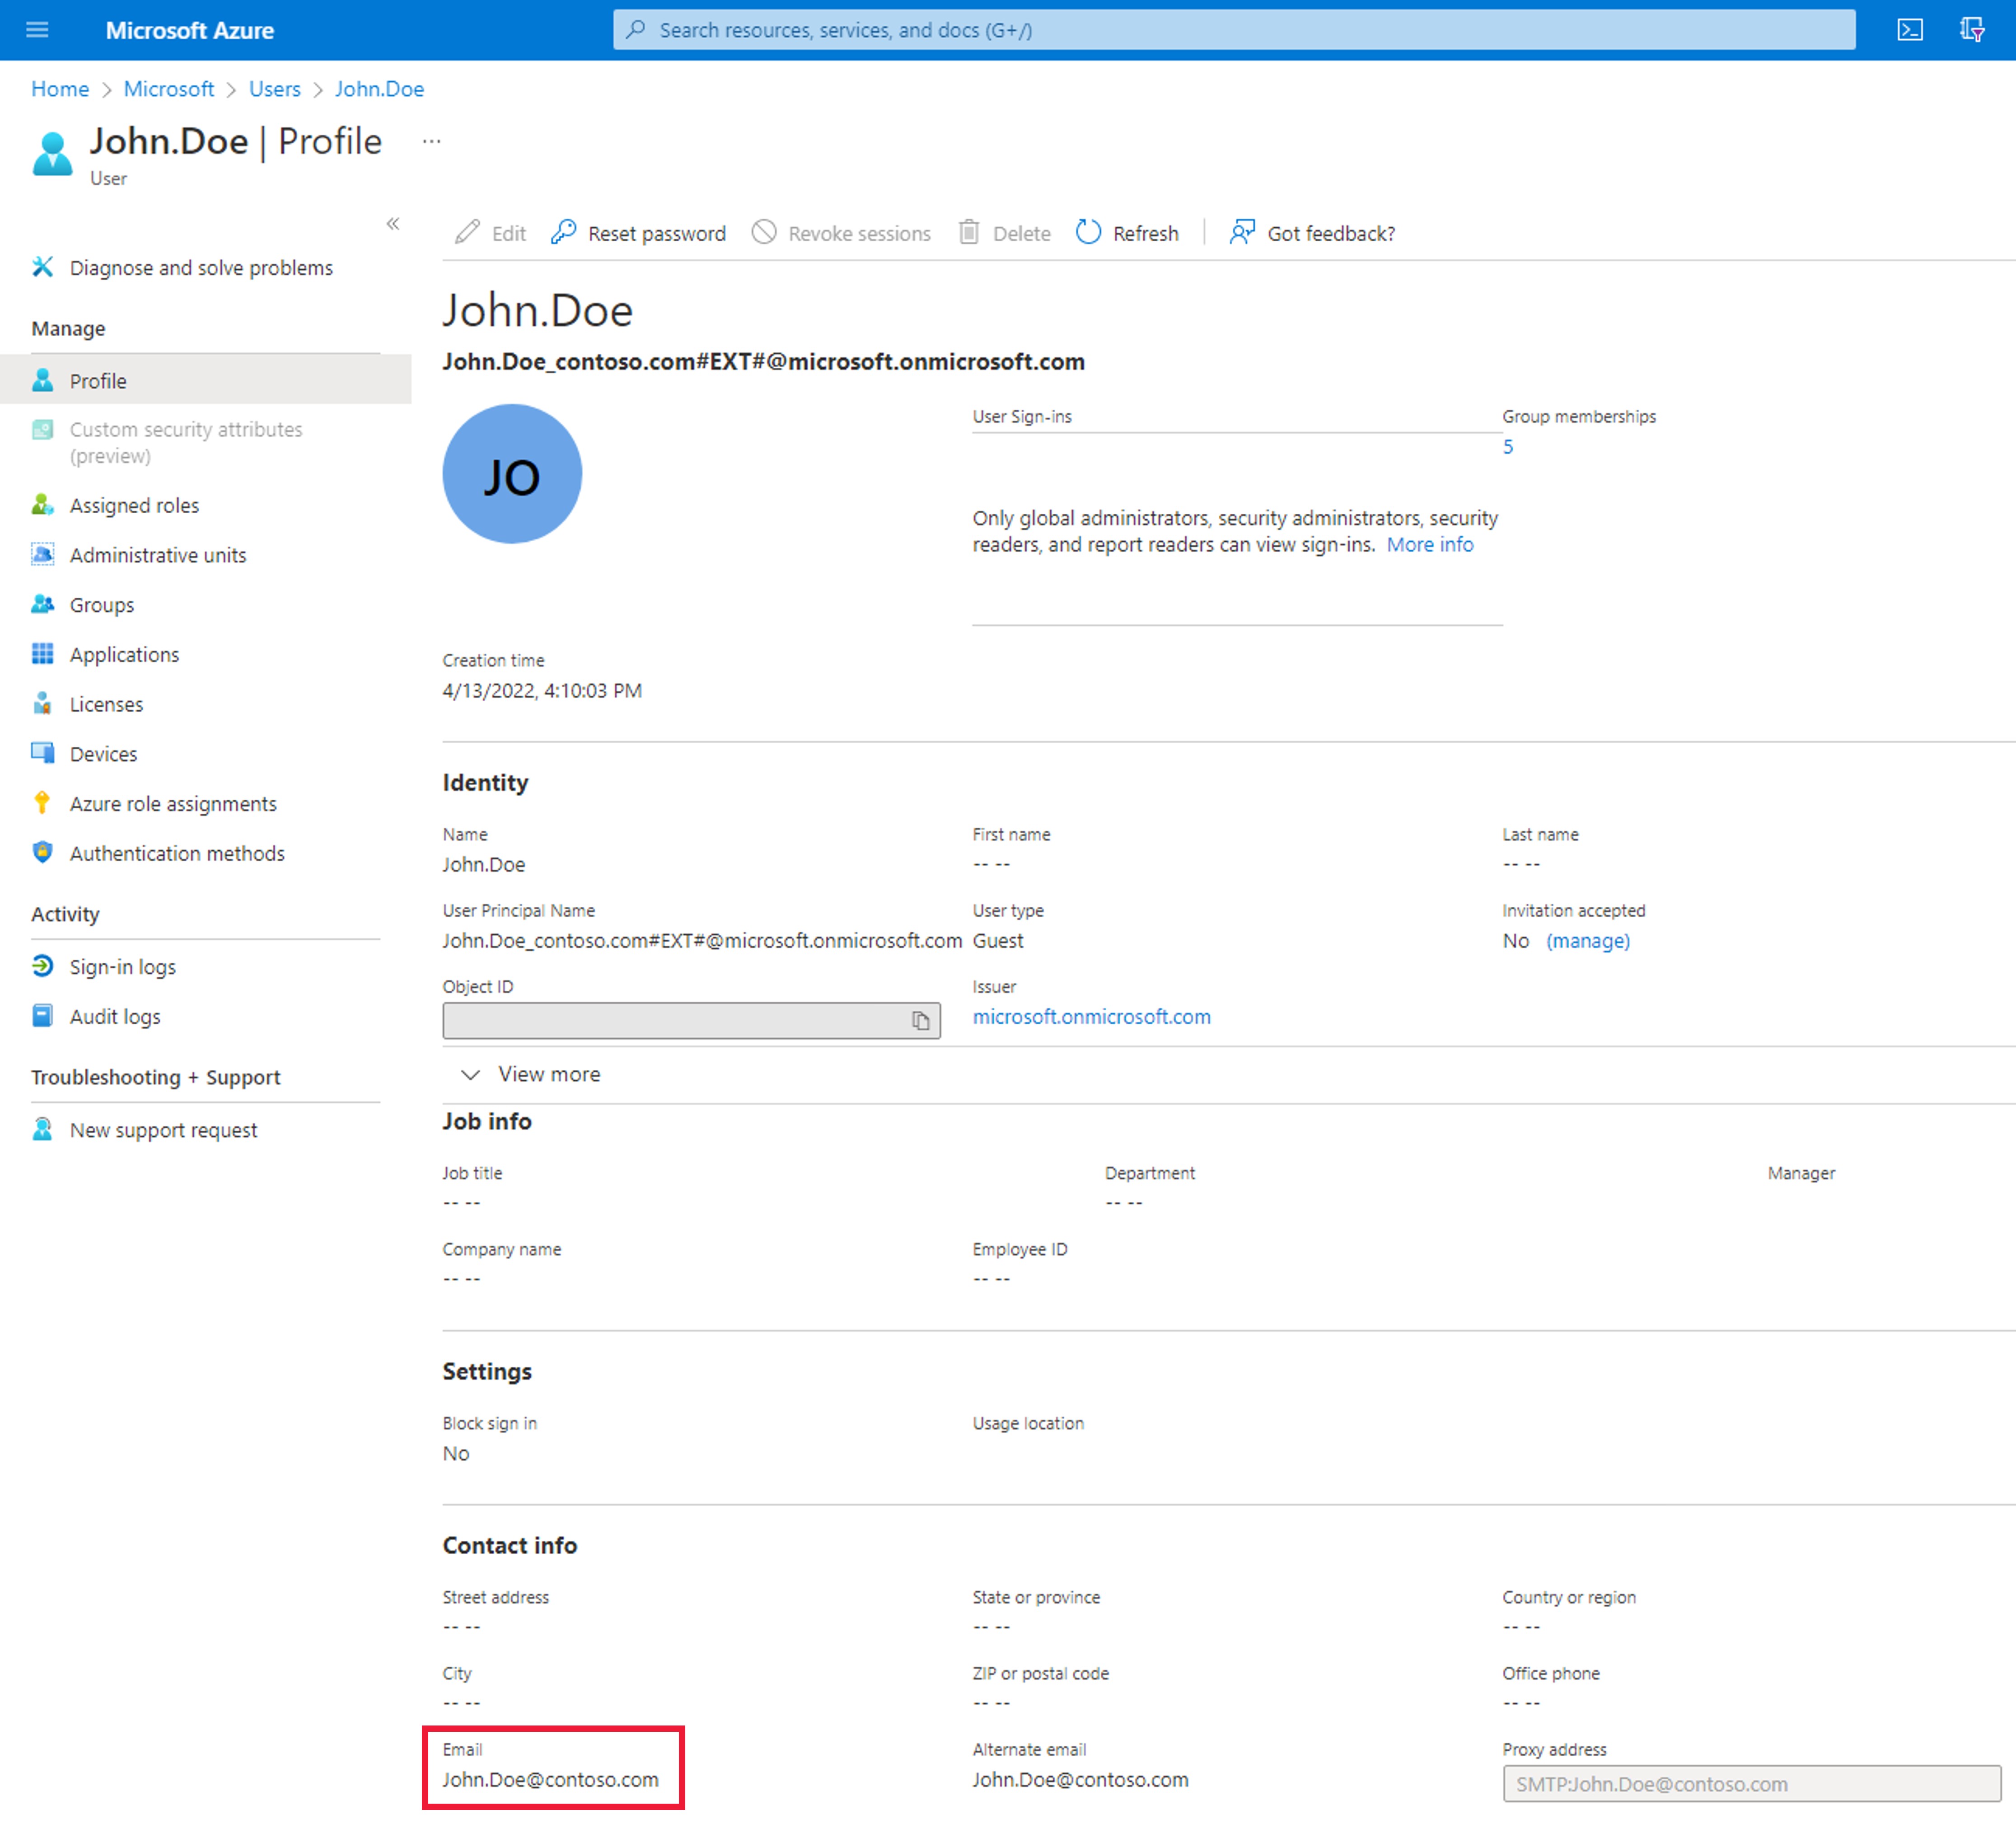 Microsoft Azure
Search resources, services, and docs (G+/)
Home > Microsoft > Users > John.Doe
John.Doe | Profile ...
User
«
Diagnose and solve problems
Manage
Profile
Custom security attributes
(preview)
Assigned roles
Administrative units
Groups
Applications
Licenses
Devices
Azure role assignments
Authentication methods
Activity
Sign-in logs
Audit logs
Troubleshooting + Support
New support request
Edit Reset password Revoke sessions Delete Refresh Got feedback?
John.Doe
John.Doe_contoso.com#EXT#@microsoft.onmicrosoft.com
JO
User Sign-ins
Group memberships
5
Only global administrators, security administrators, security
readers, and report readers can view sign-ins. More info
Creation time
4/13/2022, 4:10:03 PM
Identity
Name First name Last name
John.Doe -- -- -- --
User Principal Name User type Invitation accepted
John.Doe_contoso.com#EXT#@microsoft.onmicrosoft.com Guest No (manage)
Object ID Issuer
microsoft.onmicrosoft.com
View more
Job info
Job title Department Manager
-- -- -- --
Company name Employee ID
-- -- -- --
Settings
Block sign in Usage location
No
Contact info
Street address State or province Country or region
-- -- -- -- -- --
City ZIP or postal code Office phone
-- -- -- -- -- --
Email Alternate email Proxy address
John.Doe@contoso.com John.Doe@contoso.com SMTP:John.Doe@contoso.com